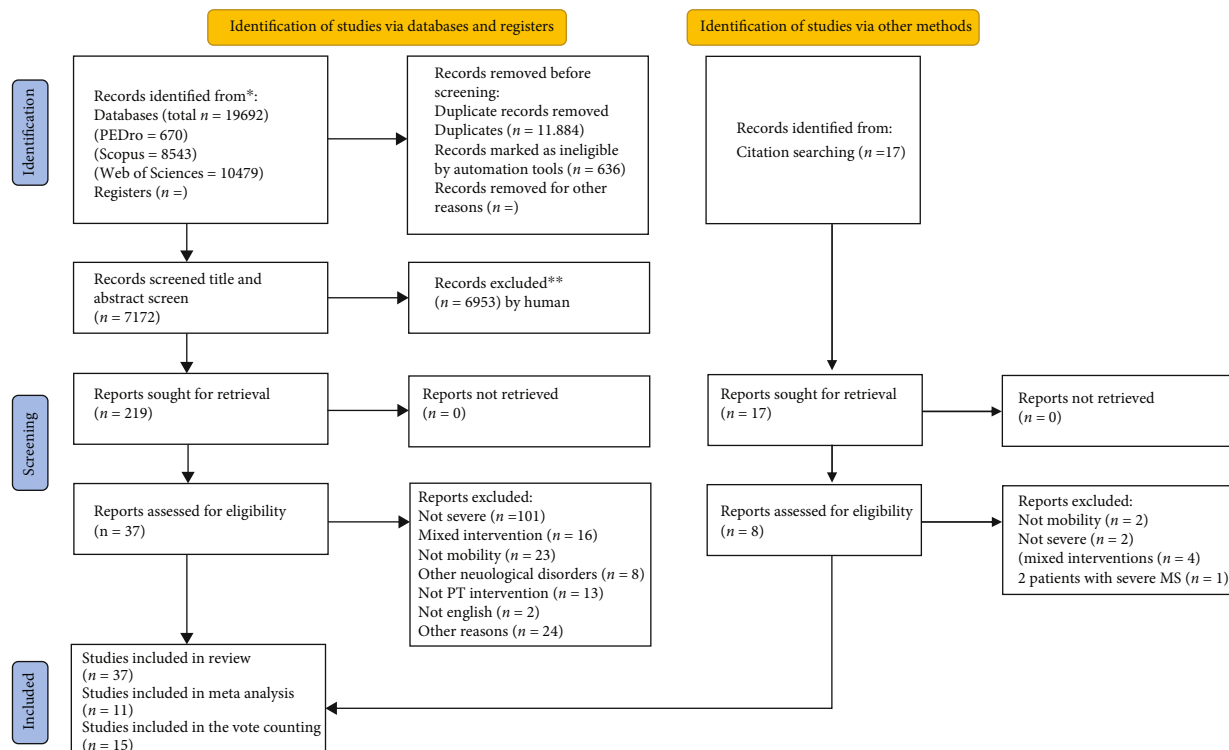 Identification of studies via databases and registers
Identification of studies via other methods
Identification
Records identified from*:
Databases (total n = 19692)
(PEDro = 670)
(Scopus = 8543)
(Web of Sciences = 10479)
Registers (n =)
Records removed before
screening:
Duplicate records removed
Duplicates (n = 11.884)
Records marked as ineligible
by automation tools (n = 636)
Records removed for other
reasons (n =)
Records identified from:
Citation searching (n =17)
Records screened title and
abstract screen
(n = 7172)
Records excluded**
(n = 6953) by human
Screening
Reports sought for retrieval
(n = 219)
Reports not retrieved
(n = 0)
Reports sought for retrieval
(n = 17)
Reports not retrieved
(n = 0)
Reports assessed for eligibility
(n = 37)
Reports excluded:
Not severe (n =101)
Mixed intervention (n = 16)
Not mobility (n = 23)
Other neuological disorders (n = 8)
Not PT intervention (n = 13)
Not english (n = 2)
Other reasons (n = 24)
Reports assessed for eligibility
(n = 8)
Reports excluded:
Not mobility (n = 2)
Not severe (n = 2)
(mixed interventions (n = 4)
2 patients with severe MS (n = 1)
Included
Studies included in review
(n = 37)
Studies included in meta analysis
(n = 11)
Studies included in the vote counting
(n = 15)